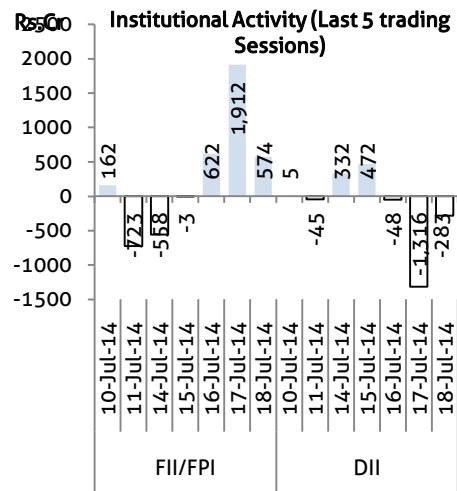 Rs.Cr
Institutional Activity (Last 5 trading
Sessions)
2500
2000
1500
1000
500
0
-500
-1000
-1500
162
-723
-558
-3
622
1,912
574
5
-45
332
472
-48
-1,316
-283
10-Jul-14
11-Jul-14
14-Jul-14
15-Jul-14
16-Jul-14
17-Jul-14
18-Jul-14
10-Jul-14
11-Jul-14
14-Jul-14
15-Jul-14
16-Jul-14
17-Jul-14
18-Jul-14
FII/FPI
DII